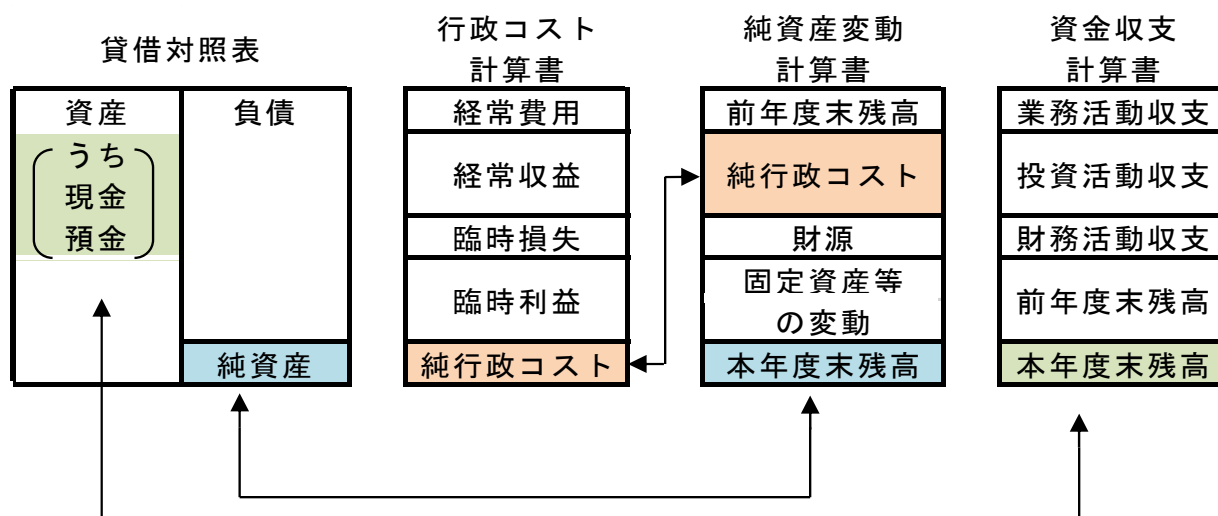 貸借対照表
資産
うち
現金
預金
負債
純資産
行政コスト
計算書
経常費用
経常収益
臨時損失
臨時利益
純行政コスト
純資産変動
計算書
前年度末残高
純行政コスト
財源
固定資産等
の変動
本年度末残高
資金収支
計算書
業務活動収支
投資活動収支
財務活動収支
前年度末残高
本年度末残高